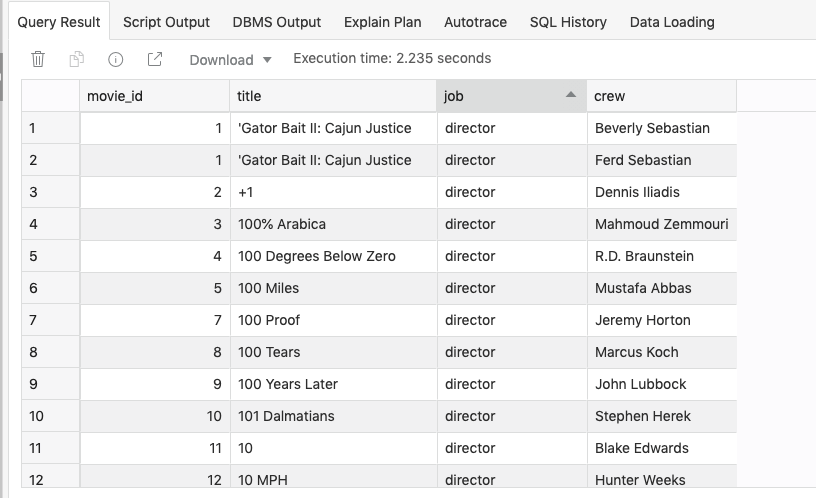 Query Result Script Output DBMS Output Explain Plan Autotrace SQL History Data Loading
Download Execution time: 2.235 seconds
movie_id title job crew
1 1 'Gator Bait II: Cajun Justice director Beverly Sebastian
2 1 'Gator Bait II: Cajun Justice director Ferd Sebastian
3 2 +1 director Dennis Iliadis
4 3 100% Arabica director Mahmoud Zemmouri
5 4 100 Degrees Below Zero director R.D. Braunstein
6 5 100 Miles director Mustafa Abbas
7 7 100 Proof director Jeremy Horton
8 8 100 Tears director Marcus Koch
9 9 100 Years Later director John Lubbock
10 10 101 Dalmatians director Stephen Herek
11 11 10 director Blake Edwards
12 12 10 MPH director Hunter Weeks